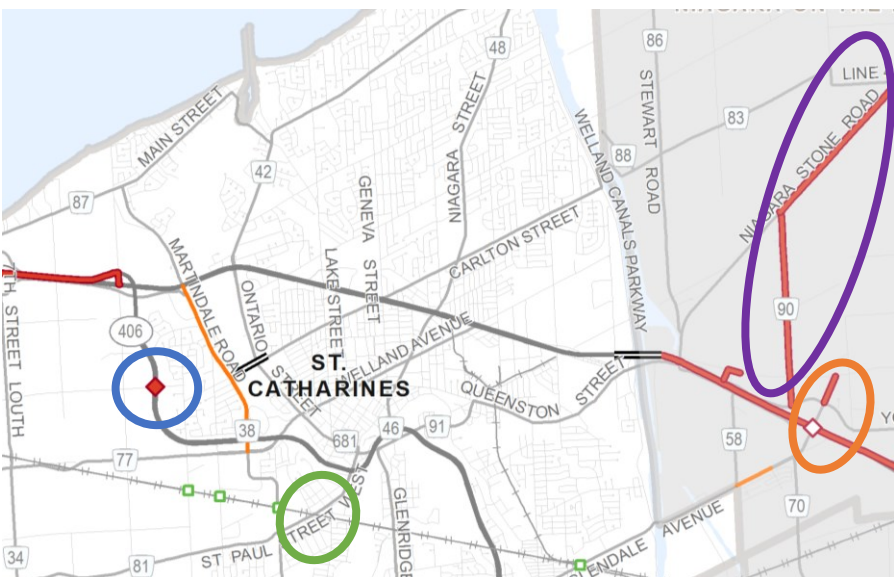 48
86
LINE
MAIN STREET
83
NIAGARA STREET
STEWART ROAD
WELLAND CANALS PARKWAY
NIAGARA STONE ROAD
88
42
GENEVA STREET
87
CARLTON STREET
MARTINDALE ROAD
LAKE STREET
ONTARIO STREET
7TH STREET LOUTH
90
406
WELLAND AVENUE
ST.
CATHARINES
QUEENSTON STREET
38
681
46
91
58
77
70
GLENDALE AVENUE
34
81
ST PAUL STREET WEST
GLENRIDGE